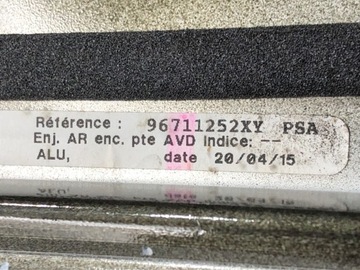 Référence : 96711252XY PSA
Enj. AR enc. pte AVD Indice: --
ALU, date 20/04/15